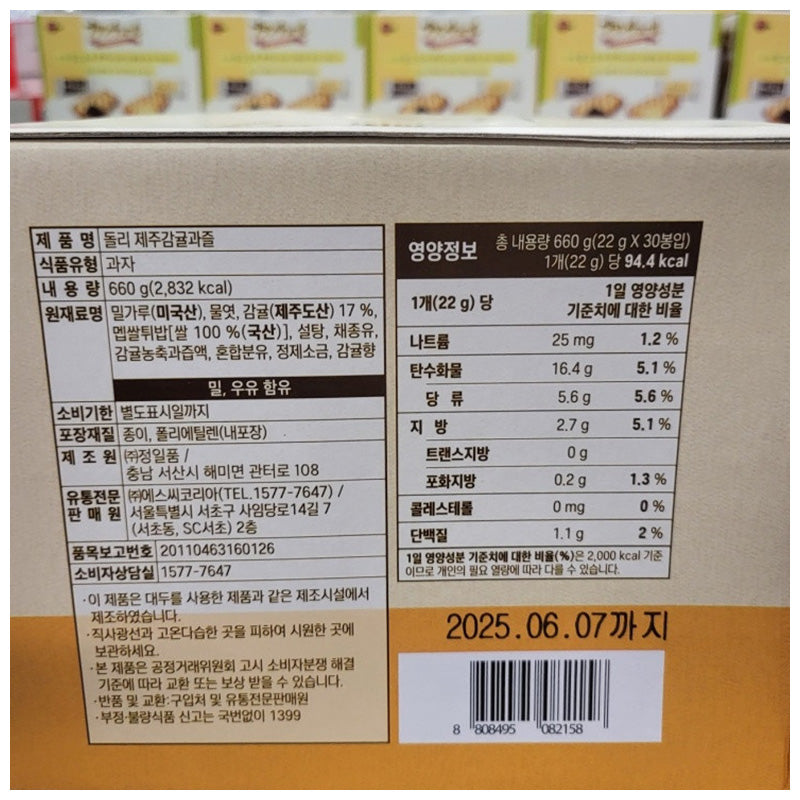 제 품 명 돌리 제주감귤과즐
식품유형 과자
내 용 량 660 g(2,832 kcal)
원재료명 밀가루(미국산), 물엿, 감귤(제주도산) 17 %,
멥쌀튀밥[쌀 100 %(국산)], 설탕, 채종유,
감귤농축과즙액, 혼합분유, 정제소금, 감귤향
밀, 우유 함유
소비기한 별도표시일까지
포장재질 종이, 폴리에틸렌(내포장)
제 조 원 ㈜정일품 /
충남 서산시 해미면 관터로 108
유통전문 ㈜에스씨코리아(TEL.1577-7647) /
판 매 원 서울특별시 서초구 사임당로14길 7
(서초동, SC서초) 2층
품목보고번호 20110463160126
소비자상담실 1577-7647
·이 제품은 대두를 사용한 제품과 같은 제조시설에서
제조하였습니다.
·직사광선과 고온다습한 곳을 피하여 시원한 곳에
보관하세요.
·본 제품은 공정거래위원회 고시 소비자분쟁 해결
기준에 따라 교환 또는 보상 받을 수 있습니다.
·반품 및 교환:구입처 및 유통전문판매원
·부정·불량식품 신고는 국번없이 1399
영양정보 총 내용량 660 g(22 g X 30봉입)
1개(22 g) 당 94.4 kcal
1개(22 g) 당 1일 영양성분
기준치에 대한 비율
나트륨 25 mg 1.2 %
탄수화물 16.4 g 5.1 %
당 류 5.6 g 5.6 %
지 방 2.7 g 5.1 %
트랜스지방 0 g
포화지방 0.2 g 1.3 %
콜레스테롤 0 mg 0 %
단백질 1.1 g 2 %
1일 영양성분 기준치에 대한 비율(%)은 2,000 kcal 기준
이므로 개인의 필요 열량에 따라 다를 수 있습니다.
2025.06.07까지
8 808495 082158